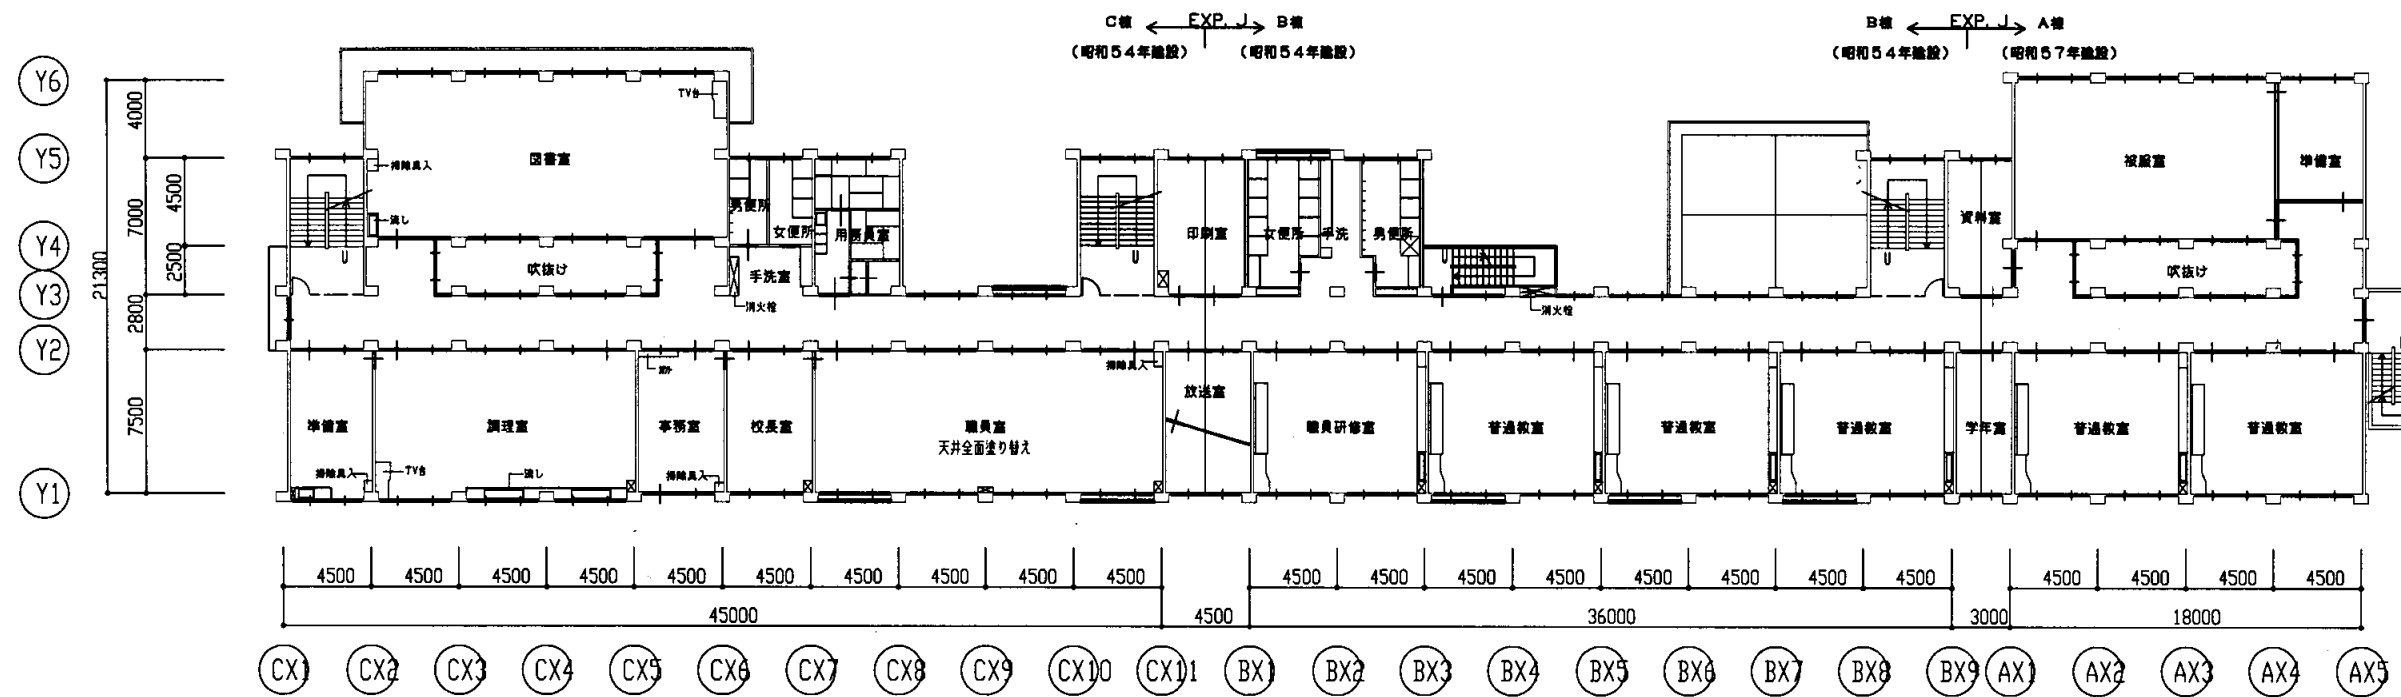 C棟 EXP. J B棟
(昭和54年建設) (昭和54年建設)
B棟 EXP. J A棟
(昭和54年建設) (昭和57年建設)
Y6
Y5
Y4
Y3
Y2
Y1
21300
4000
7000
2800
7500
4500
2500
TV台
図書室
掃除具入
流し
吹抜け
男便所
女便所
用務員室
手洗室
消火栓
印刷室
女便所
手洗
男便所
消火栓
資料室
被服室
準備室
吹抜け
U
U
U
U
準備室
掃除具入
TV台
調理室
流し
事務室
掃除具入
校長室
職員室
天井全面塗り替え
掃除具入
放送室
職員研修室
普通教室
普通教室
普通教室
学年室
普通教室
普通教室
4500 4500 4500 4500 4500 4500 4500 4500 4500 4500 4500 4500 4500 4500 4500 4500 4500 4500 4500 4500 4500 4500
45000 4500 36000 3000 18000
CX1 CX2 CX3 CX4 CX5 CX6 CX7 CX8 CX9 CX10 CX11 BX1 BX2 BX3 BX4 BX5 BX6 BX7 BX8 BX9 AX1 AX2 AX3 AX4 AX5